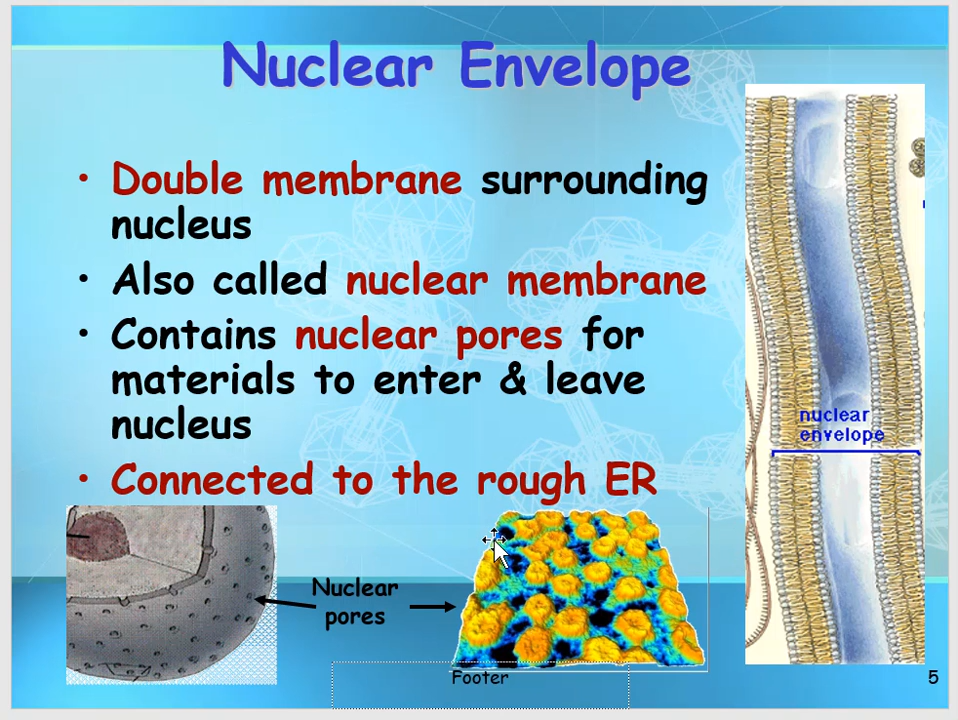 Nuclear Envelope
• Double membrane surrounding
nucleus
• Also called nuclear membrane
• Contains nuclear pores for
materials to enter & leave
nucleus
nuclear
envelope
• Connected to the rough ER
Nuclear
pores
Footer
5